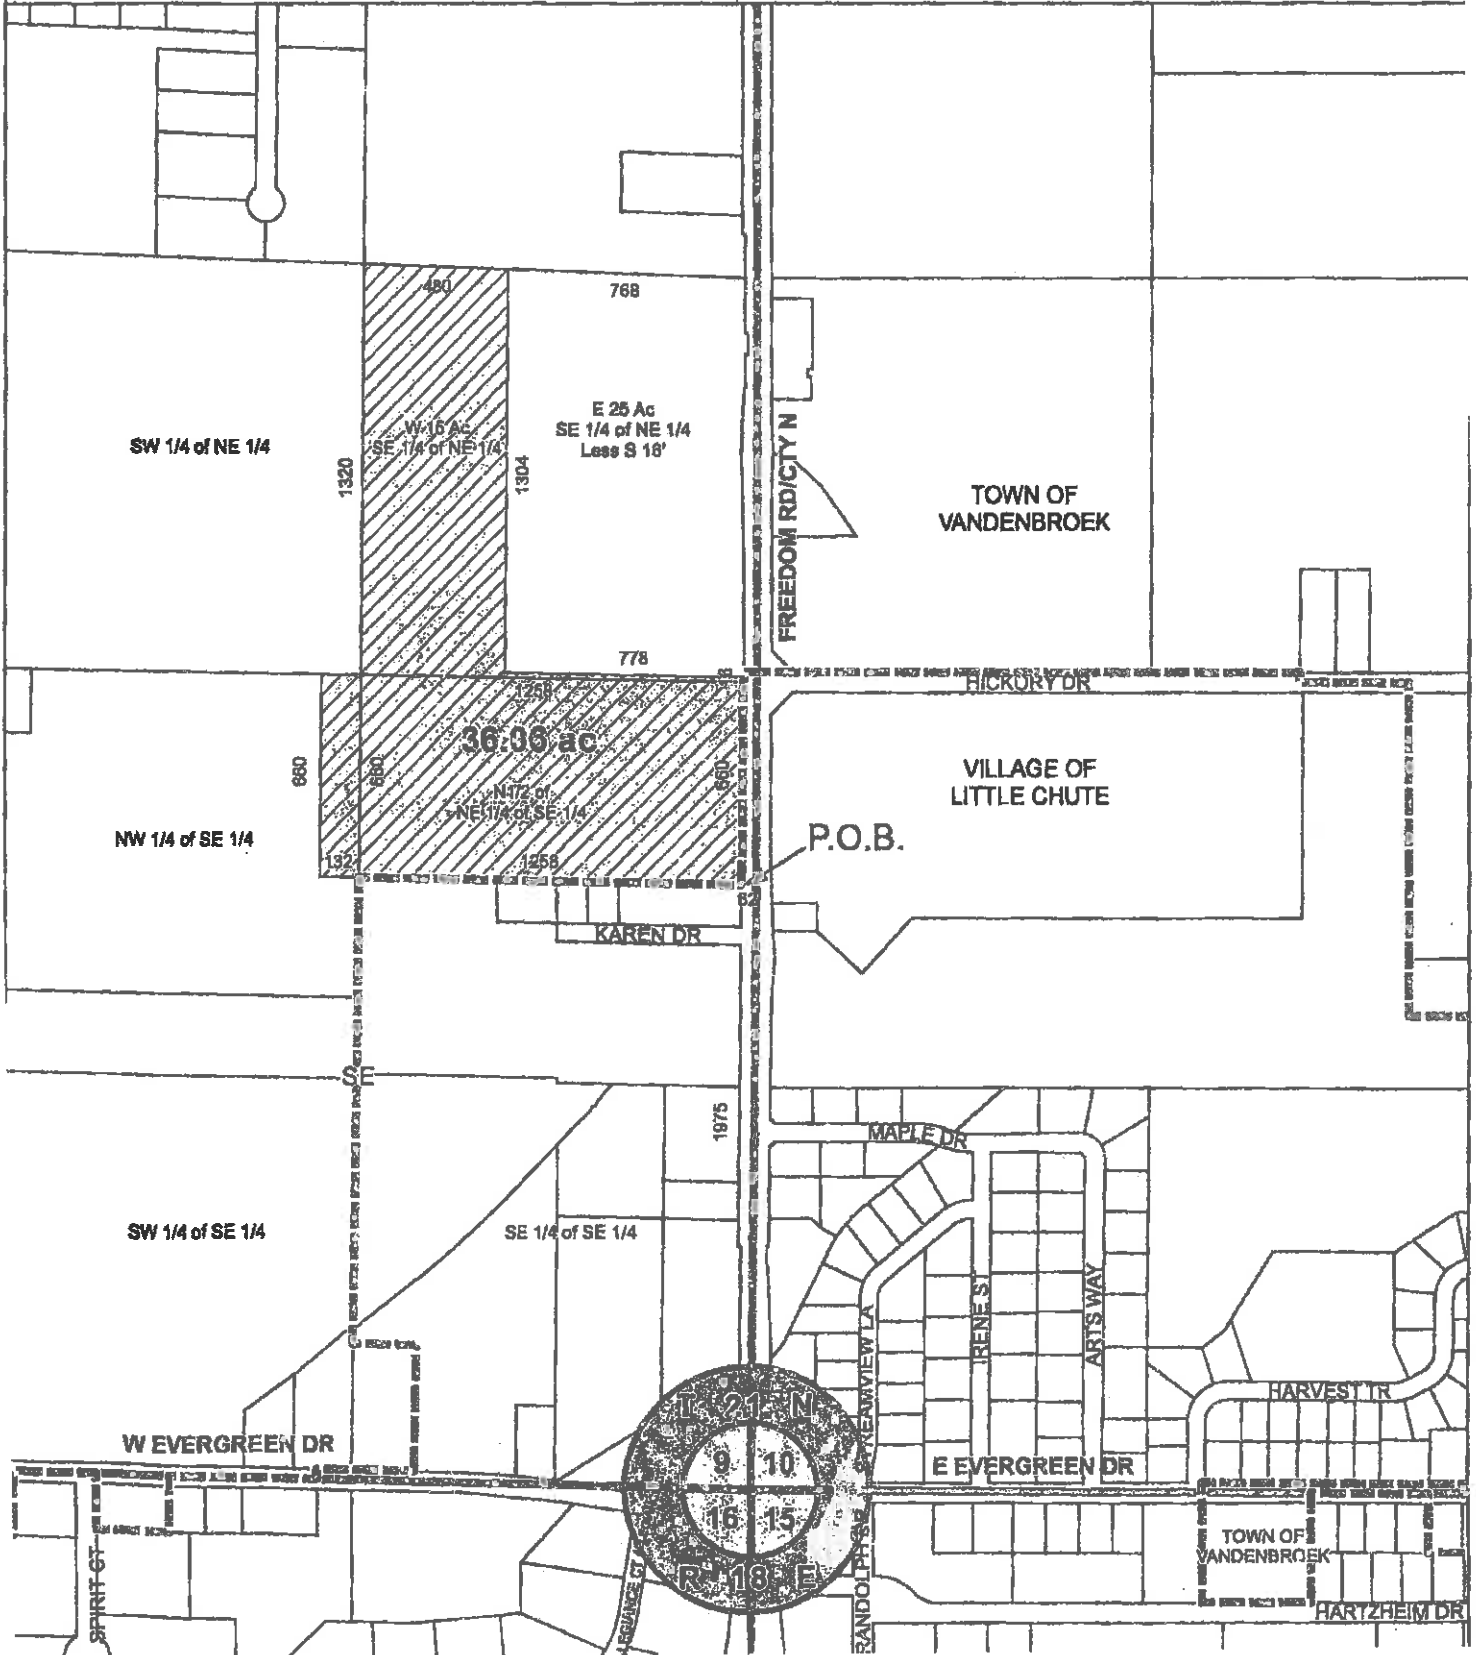 480
768
W 15 Ac
SE 1/4 of NE 1/4
E 25 Ac
SE 1/4 of NE 1/4
Less S 16'
SW 1/4 of NE 1/4
1320
1304
FREEDOM RD/CTY N
TOWN OF
VANDENBROEK
778
HICKORY DR
1258
36.06 ac
660
660
660
N 1/2 of
NE 1/4 of SE 1/4
VILLAGE OF
LITTLE CHUTE
NW 1/4 of SE 1/4
P.O.B.
132
1258
62
KAREN DR
SE
1975
MAPLE DR
SW 1/4 of SE 1/4
SE 1/4 of SE 1/4
IRENE ST
ARTS WAY
HARVEST TR
W EVERGREEN DR
T 21 N
9 10
E EVERGREEN DR
16 15
R 18 E
TOWN OF
VANDENBROEK
SPIRIT CT
HARTZHEIM DR